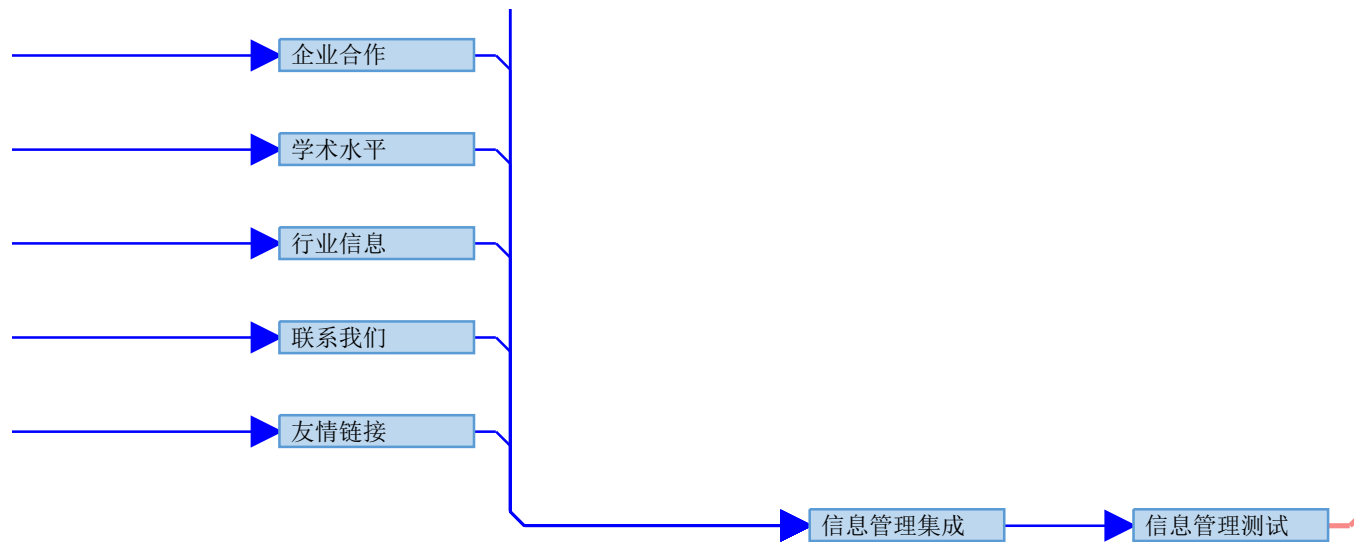 企业合作
学术水平
行业信息
联系我们
友情链接
信息管理集成
信息管理测试